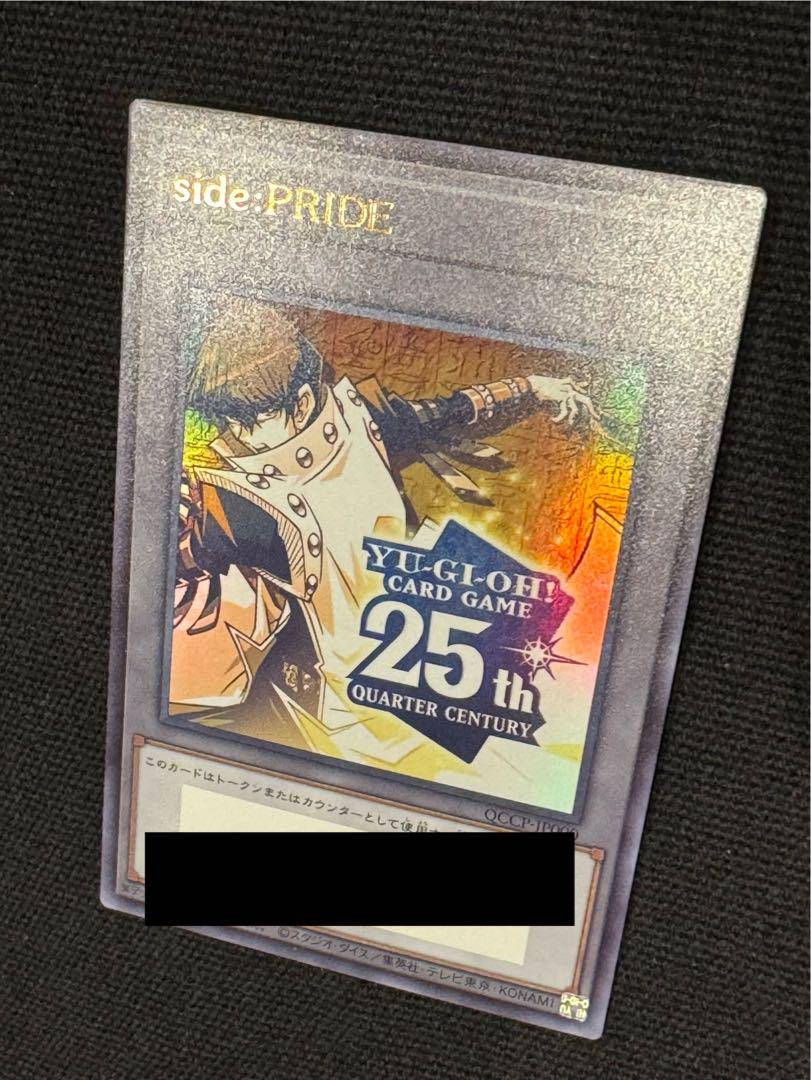 side:PRIDE
YU-GI-OH!
CARD GAME
25th
QUARTER CENTURY
QCCP-JP000
このカードはトークンまたはカウンターとして使用
©スタジオ・ダイス/集英社・テレビ東京・KONAMI